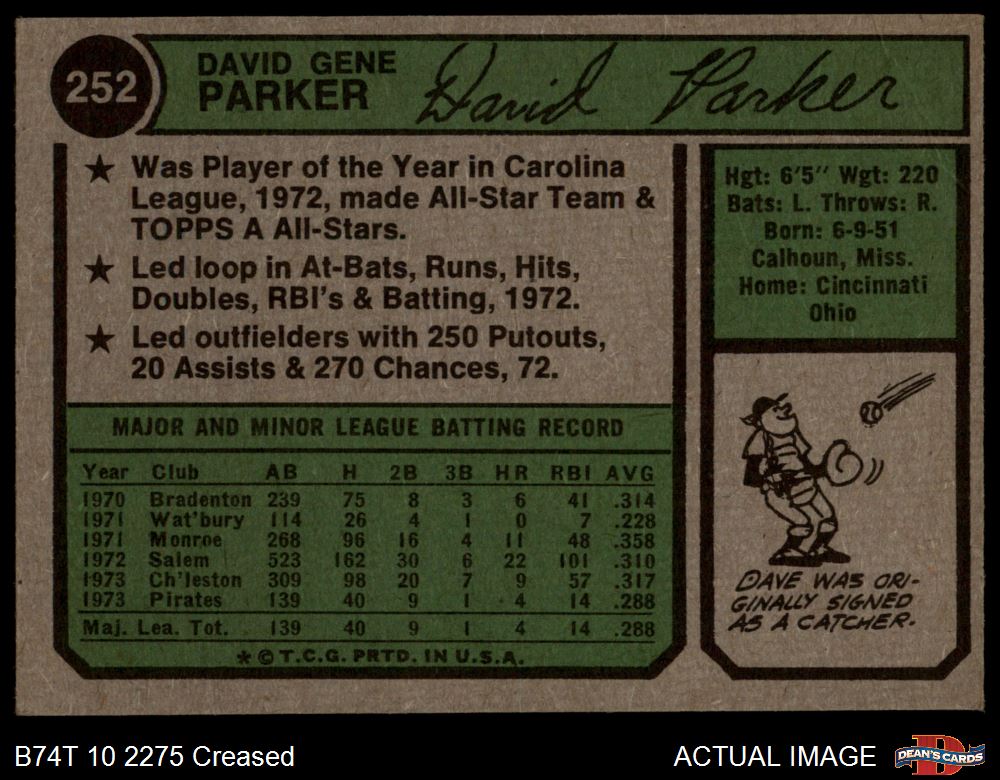 252
DAVID GENE
PARKER
David Parker
★ Was Player of the Year in Carolina
League, 1972, made All-Star Team &
TOPPS A All-Stars.
★ Led loop in At-Bats, Runs, Hits,
Doubles, RBI's & Batting, 1972.
★ Led outfielders with 250 Putouts,
20 Assists & 270 Chances, 72.
Hgt: 6'5" Wgt: 220
Bats: L. Throws: R.
Born: 6-9-51
Calhoun, Miss.
Home: Cincinnati
Ohio
MAJOR AND MINOR LEAGUE BATTING RECORD
Year Club AB H 2B 3B HR RBI AVG
1970 Bradenton 239 75 8 3 6 41 .314
1971 Wat'bury 114 26 4 1 0 7 .228
1971 Monroe 268 96 16 4 11 48 .358
1972 Salem 523 162 30 6 22 101 .310
1973 Ch'leston 309 98 20 7 9 57 .317
1973 Pirates 139 40 9 1 4 14 .288
Maj. Lea. Tot. 139 40 9 1 4 14 .288
* © T.C.G. PRTD. IN U.S.A.
DAVE WAS ORI-
GINALLY SIGNED
AS A CATCHER.
B74T 10 2275 Creased
ACTUAL IMAGE
DEAN'S CARDS